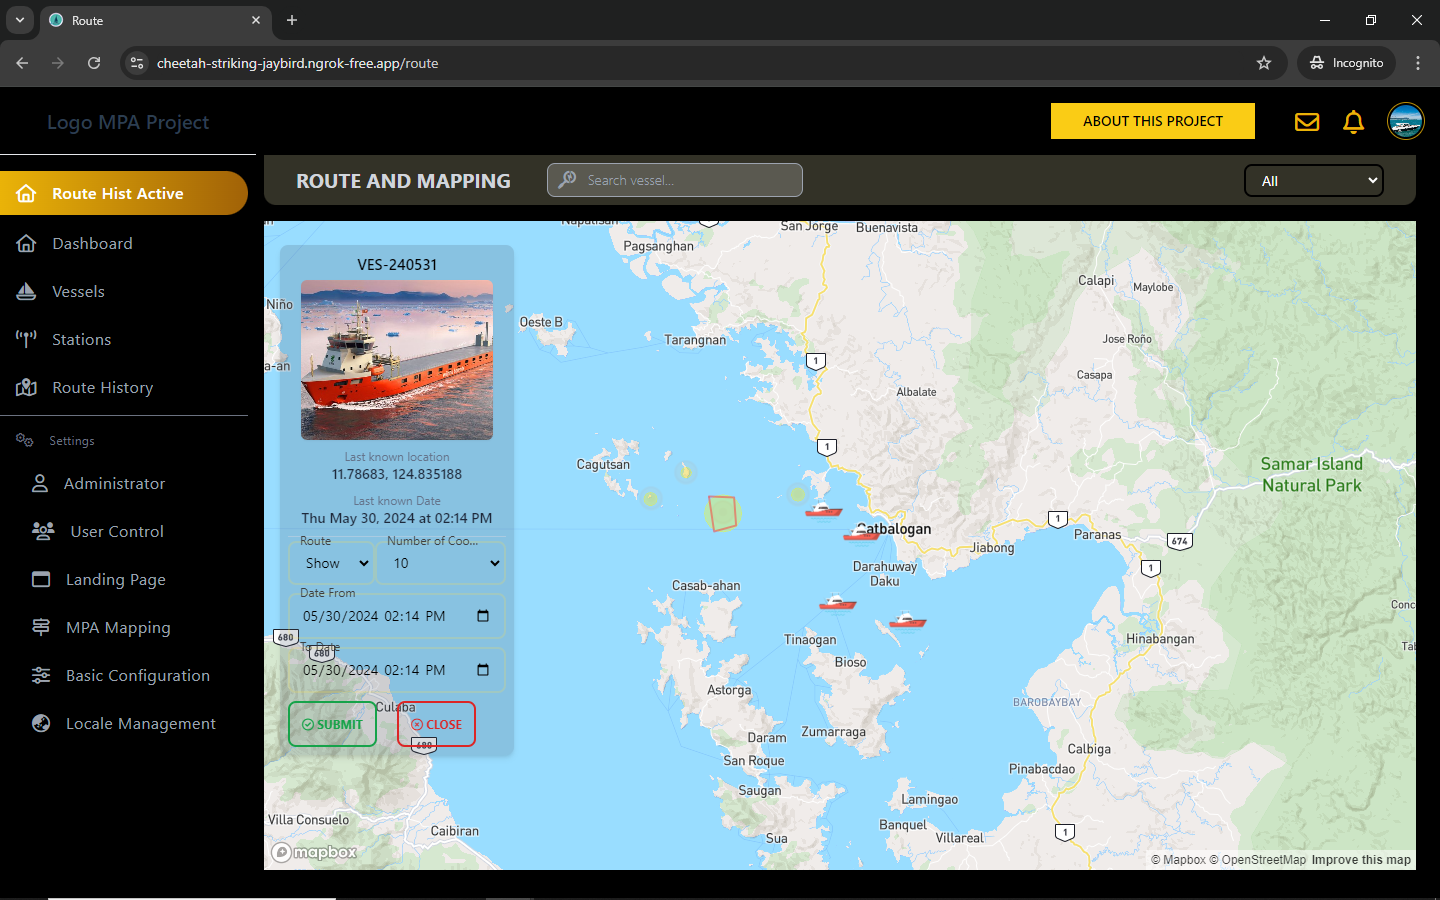 Route
cheetah-striking-jaybird.ngrok-free.app/route
Incognito
Logo MPA Project
ABOUT THIS PROJECT
Route Hist Active
Dashboard
Vessels
Stations
Route History
Settings
Administrator
User Control
Landing Page
MPA Mapping
Basic Configuration
Locale Management
ROUTE AND MAPPING
Search vessel...
All
VES-240531
Last known location
11.78683, 124.835188
Last known Date
Thu May 30, 2024 at 02:14 PM
Route
Number of Coo...
Show
10
Date From
05/30/2024 02:14 PM
To Date
05/30/2024 02:14 PM
SUBMIT
CLOSE
San Jorge
Buenavista
Pagsanghan
Calapi
Maylobe
Niño
Oeste B
Tarangnan
Jose Roño
1
a-an
Casapa
Albalate
1
Cagutsan
Samar Island
Natural Park
Catbalogan
1
Paranas
674
Jiabong
Darahuway
Daku
1
Casab-ahan
Conc
680
680
Tinaogan
Hinabangan
Bioso
Astorga
Culaba
BAROBAYBAY
Daram
Zumarraga
680
Calbiga
San Roque
Pinabacdao
Saugan
Lamingao
Villa Consuelo
Caibiran
Banquel
Villareal
1
Sua
mapbox
© Mapbox © OpenStreetMap Improve this map